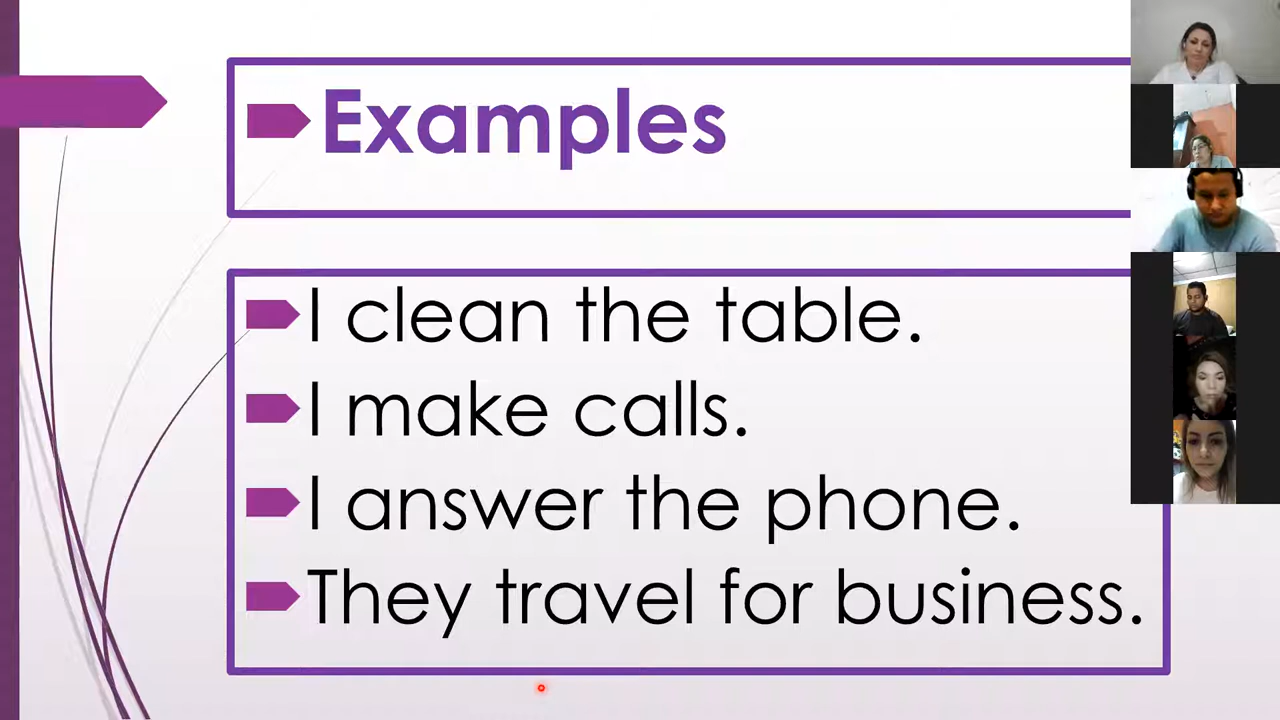 Examples
I clean the table.
I make calls.
I answer the phone.
They travel for business.